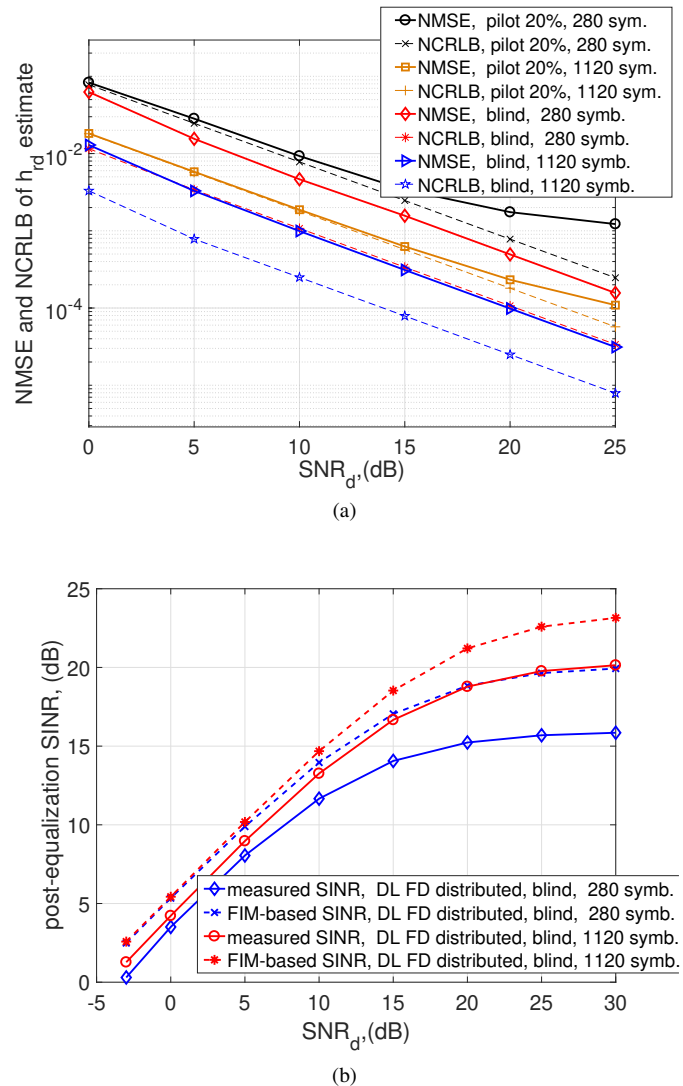 NMSE, pilot 20%, 280 sym.
NCRLB, pilot 20%, 280 sym.
NMSE, pilot 20%, 1120 sym.
NCRLB, pilot 20%, 1120 sym.
NMSE, blind, 280 symb.
NCRLB, blind, 280 symb.
NMSE, blind, 1120 symb.
NCRLB, blind, 1120 symb.
NMSE and NCRLB of h_rd estimate
10^-2
10^-4
0 5 10 15 20 25
SNR_d,(dB)
(a)
25
20
15
10
5
0
post-equalization SINR, (dB)
measured SINR, DL FD distributed, blind, 280 symb.
FIM-based SINR, DL FD distributed, blind, 280 symb.
measured SINR, DL FD distributed, blind, 1120 symb.
FIM-based SINR, DL FD distributed, blind, 1120 symb.
-5 0 5 10 15 20 25 30
SNR_d,(dB)
(b)